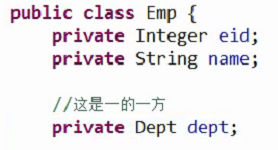 public class Emp {
private Integer eid;
private String name;
//这是一的一方
private Dept dept;